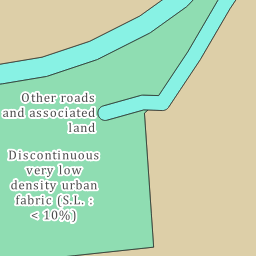 Other roads
and associated
land
Discontinuous
very low
density urban
fabric (S.L. :
< 10%)